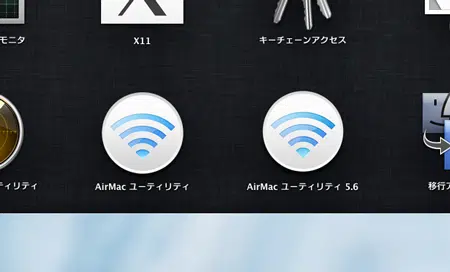 モニタ
X11
キーチェーンアクセス
ティリティ
AirMac ユーティリティ
AirMac ユーティリティ 5.6
移行ア